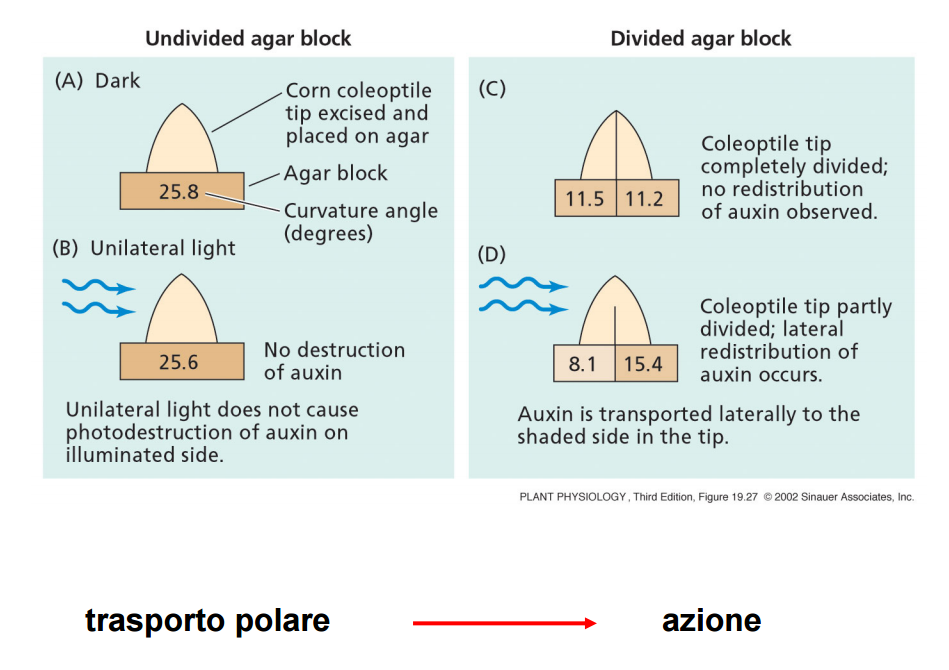 Undivided agar block
(A) Dark
Corn coleoptile
tip excised and
placed on agar
Agar block
25.8
Curvature angle
(degrees)
(B) Unilateral light
25.6
No destruction
of auxin
Unilateral light does not cause
photodestruction of auxin on
illuminated side.
Divided agar block
(C)
Coleoptile tip
completely divided;
no redistribution
of auxin observed.
11.5 11.2
(D)
Coleoptile tip partly
divided; lateral
redistribution of
auxin occurs.
8.1 15.4
Auxin is transported laterally to the
shaded side in the tip.
PLANT PHYSIOLOGY, Third Edition, Figure 19.27 © 2002 Sinauer Associates, Inc.
trasporto polare azione